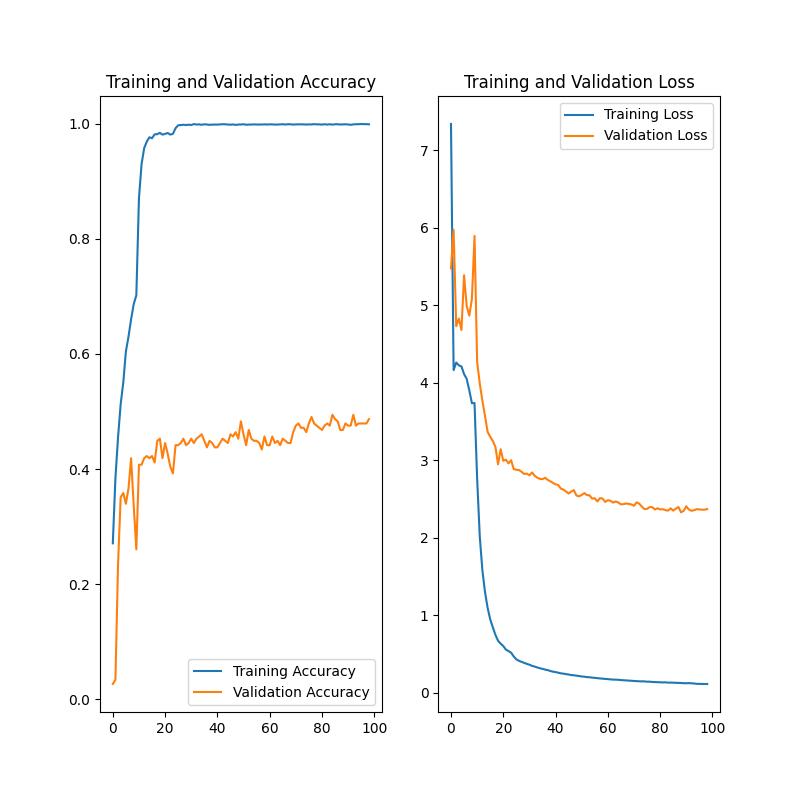 Training and Validation Accuracy
1.0
0.8
0.6
0.4
0.2
0.0
0 20 40 60 80 100
Training Accuracy
Validation Accuracy
Training and Validation Loss
7
6
5
4
3
2
1
0
0 20 40 60 80 100
Training Loss
Validation Loss